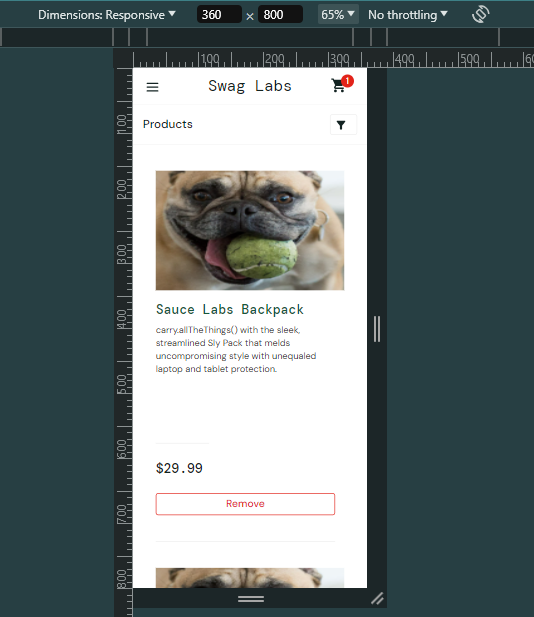 Dimensions: Responsive 360 × 800 65% No throttling
100 200 300 400 500
Swag Labs 1
Products
100
200
300
400
500
600
700
800
Sauce Labs Backpack
carry.allTheThings() with the sleek,
streamlined Sly Pack that melds
uncompromising style with unequaled
laptop and tablet protection.
$29.99
Remove